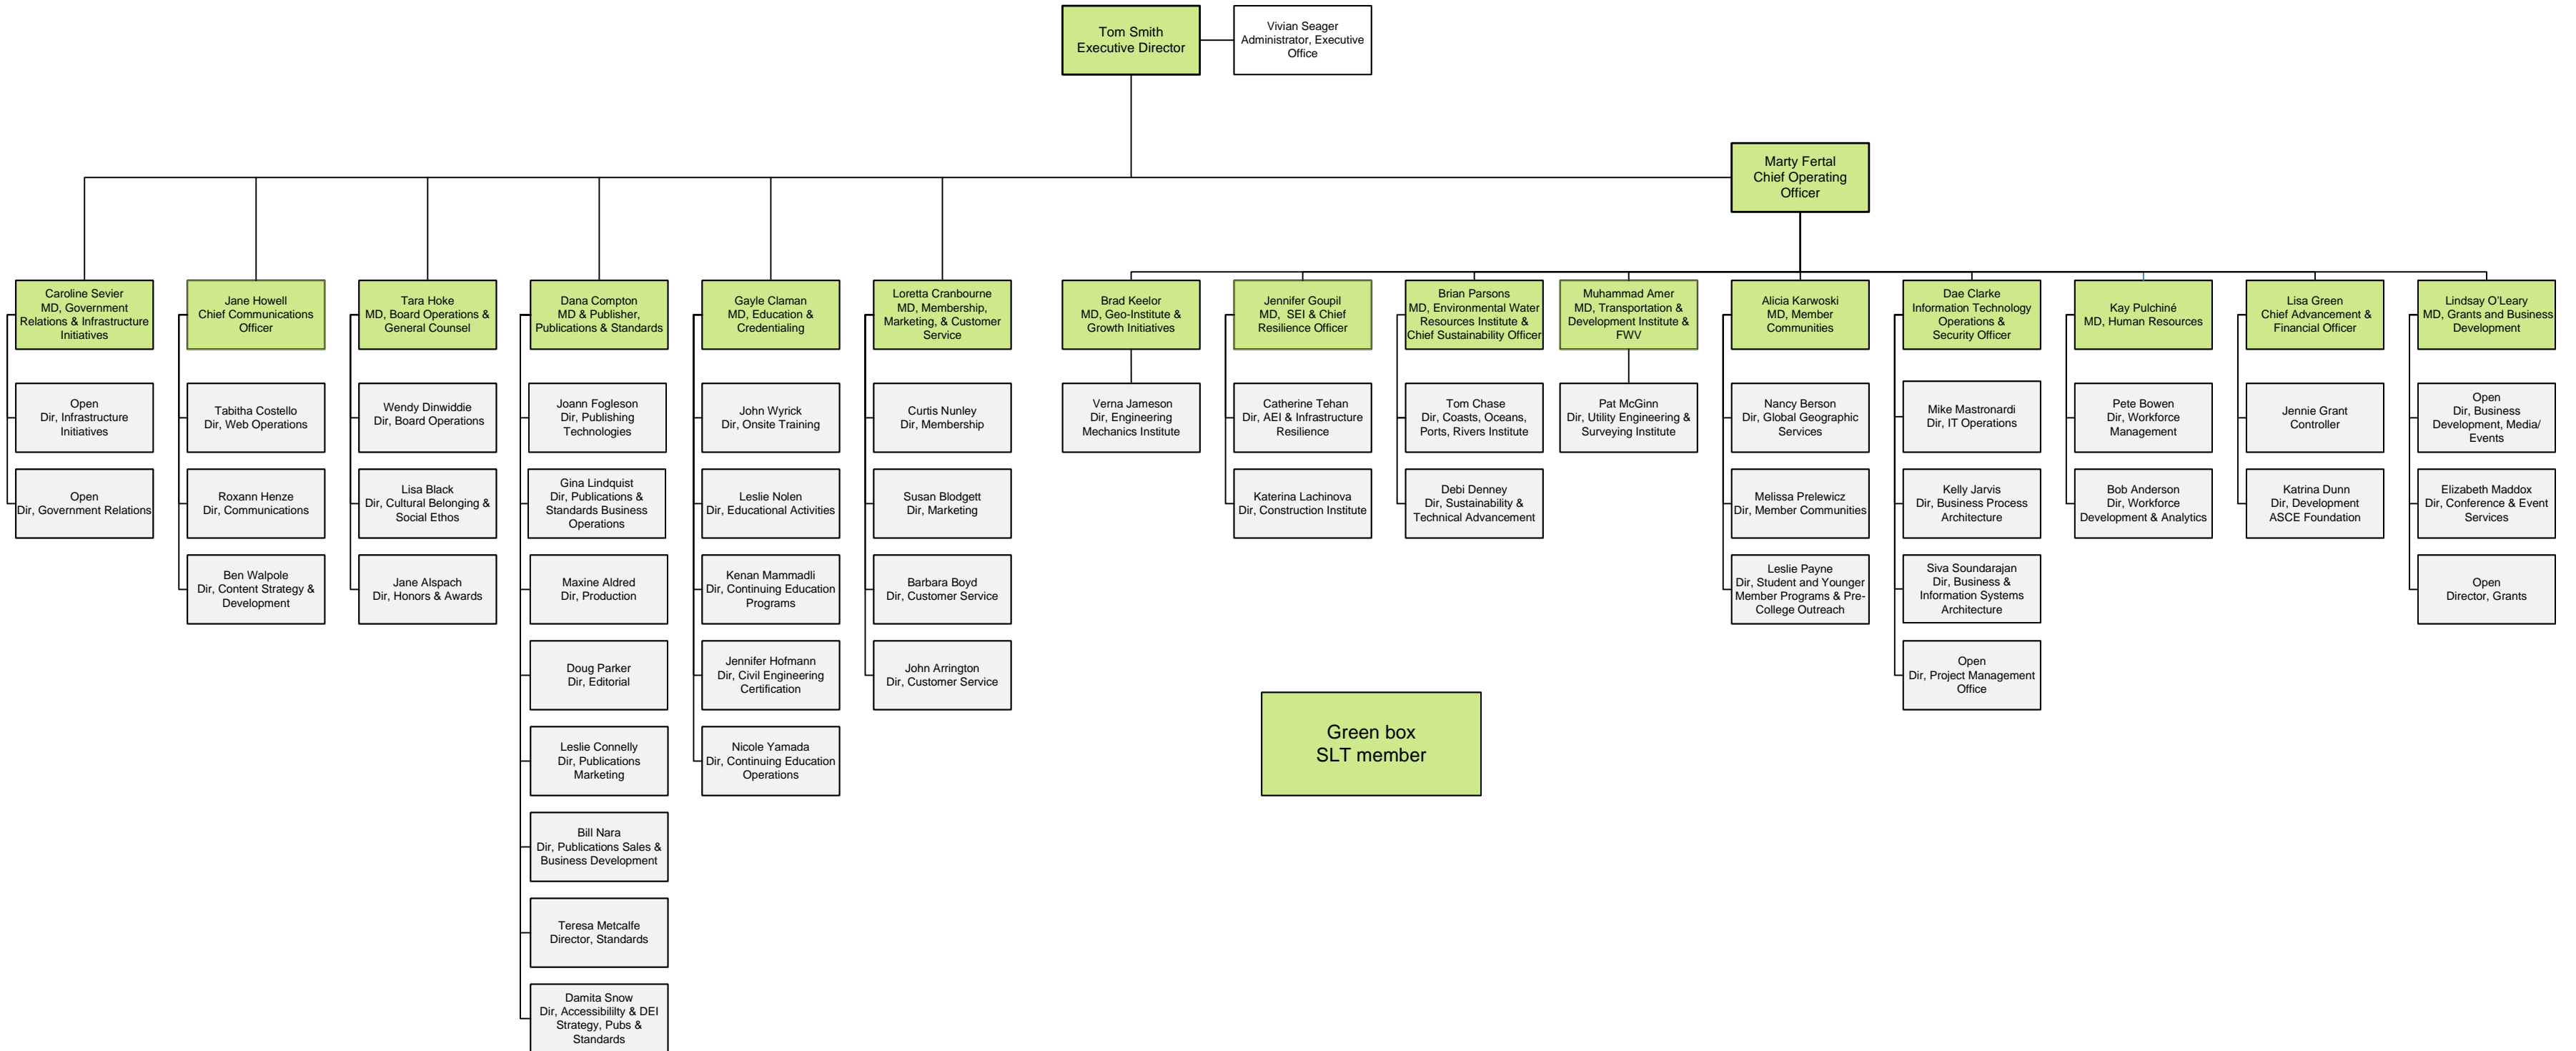 Tom Smith
Executive Director
Vivian Seager
Administrator, Executive
Office
Marty Fertal
Chief Operating
Officer
Caroline Sevier
MD, Government
Relations & Infrastructure
Initiatives
Jane Howell
Chief Communications
Officer
Tara Hoke
MD, Board Operations &
General Counsel
Dana Compton
MD & Publisher,
Publications & Standards
Gayle Claman
MD, Education &
Credentialing
Loretta Cranbourne
MD, Membership,
Marketing, & Customer
Service
Brad Keelor
MD, Geo-Institute &
Growth Initiatives
Jennifer Goupil
MD,  SEI & Chief
Resilience Officer
Brian Parsons
MD, Environmental Water
Resources Institute &
Chief Sustainability Officer
Muhammad Amer
MD, Transportation &
Development Institute &
FWV
Alicia Karwoski
MD, Member
Communities
Dae Clarke
Information Technology
Operations &
Security Officer
Kay Pulchiné
MD, Human Resources
Lisa Green
Chief Advancement &
Financial Officer
Lindsay O’Leary
MD, Grants and Business
Development
Open
Dir, Infrastructure
Initiatives
Open
Dir, Government Relations
Tabitha Costello
Dir, Web Operations
Roxann Henze
Dir, Communications
Ben Walpole
Dir, Content Strategy &
Development
Wendy Dinwiddie
Dir, Board Operations
Lisa Black
Dir, Cultural Belonging &
Social Ethos
Jane Alspach
Dir, Honors & Awards
Joann Fogleson
Dir, Publishing
Technologies
Gina Lindquist
Dir, Publications &
Standards Business
Operations
Maxine Aldred
Dir, Production
Doug Parker
Dir, Editorial
Leslie Connelly
Dir, Publications
Marketing
Bill Nara
Dir, Publications Sales &
Business Development
Teresa Metcalfe
Director, Standards
Damita Snow
Dir, Accessibililty & DEI
Strategy, Pubs &
Standards
John Wyrick
Dir, Onsite Training
Leslie Nolen
Dir, Educational Activities
Kenan Mammadli
Dir, Continuing Education
Programs
Jennifer Hofmann
Dir, Civil Engineering
Certification
Nicole Yamada
Dir, Continuing Education
Operations
Curtis Nunley
Dir, Membership
Susan Blodgett
Dir, Marketing
Barbara Boyd
Dir, Customer Service
John Arrington
Dir, Customer Service
Verna Jameson
Dir, Engineering
Mechanics Institute
Catherine Tehan
Dir, AEI & Infrastructure
Resilience
Katerina Lachinova
Dir, Construction Institute
Tom Chase
Dir, Coasts, Oceans,
Ports, Rivers Institute
Debi Denney
Dir, Sustainability &
Technical Advancement
Pat McGinn
Dir, Utility Engineering &
Surveying Institute
Nancy Berson
Dir, Global Geographic
Services
Melissa Prelewicz
Dir, Member Communities
Leslie Payne
Dir, Student and Younger
Member Programs & Pre-
College Outreach
Mike Mastronardi
Dir, IT Operations
Kelly Jarvis
Dir, Business Process
Architecture
Siva Soundarajan
Dir, Business &
Information Systems
Architecture
Open
Dir, Project Management
Office
Pete Bowen
Dir, Workforce
Management
Bob Anderson
Dir, Workforce
Development & Analytics
Jennie Grant
Controller
Katrina Dunn
Dir, Development
ASCE Foundation
Open
Dir, Business
Development, Media/
Events
Elizabeth Maddox
Dir, Conference & Event
Services
Open
Director, Grants
Green box
SLT member